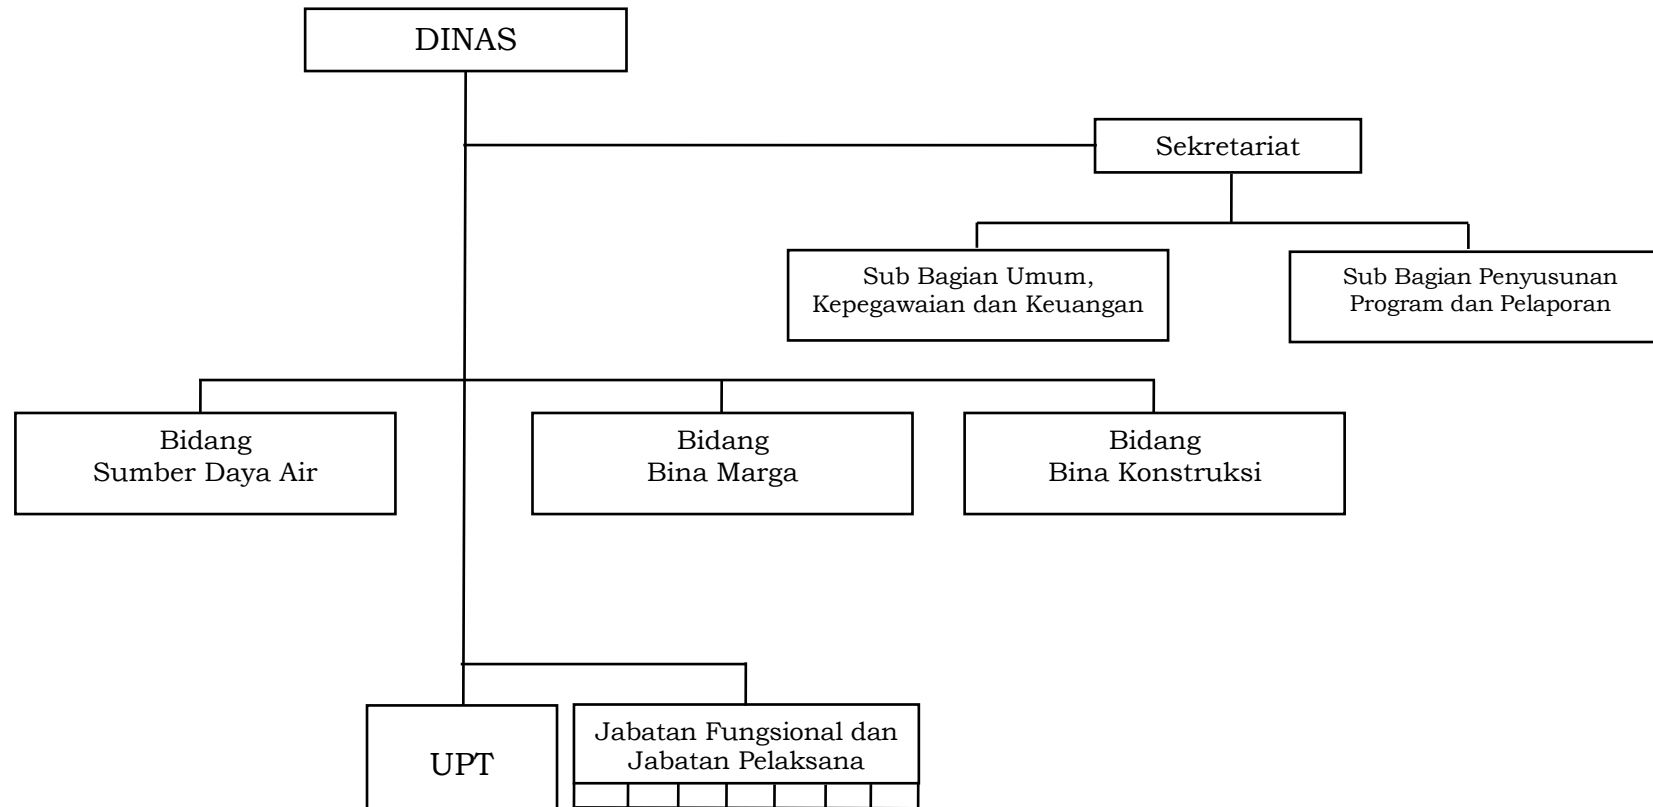 DINAS
Sekretariat
Sub Bagian Umum,
Kepegawaian dan Keuangan
Sub Bagian Penyusunan
Program dan Pelaporan
Bidang
Sumber Daya Air
Bidang
Bina Marga
Bidang
Bina Konstruksi
UPT
Jabatan Fungsional dan
Jabatan Pelaksana